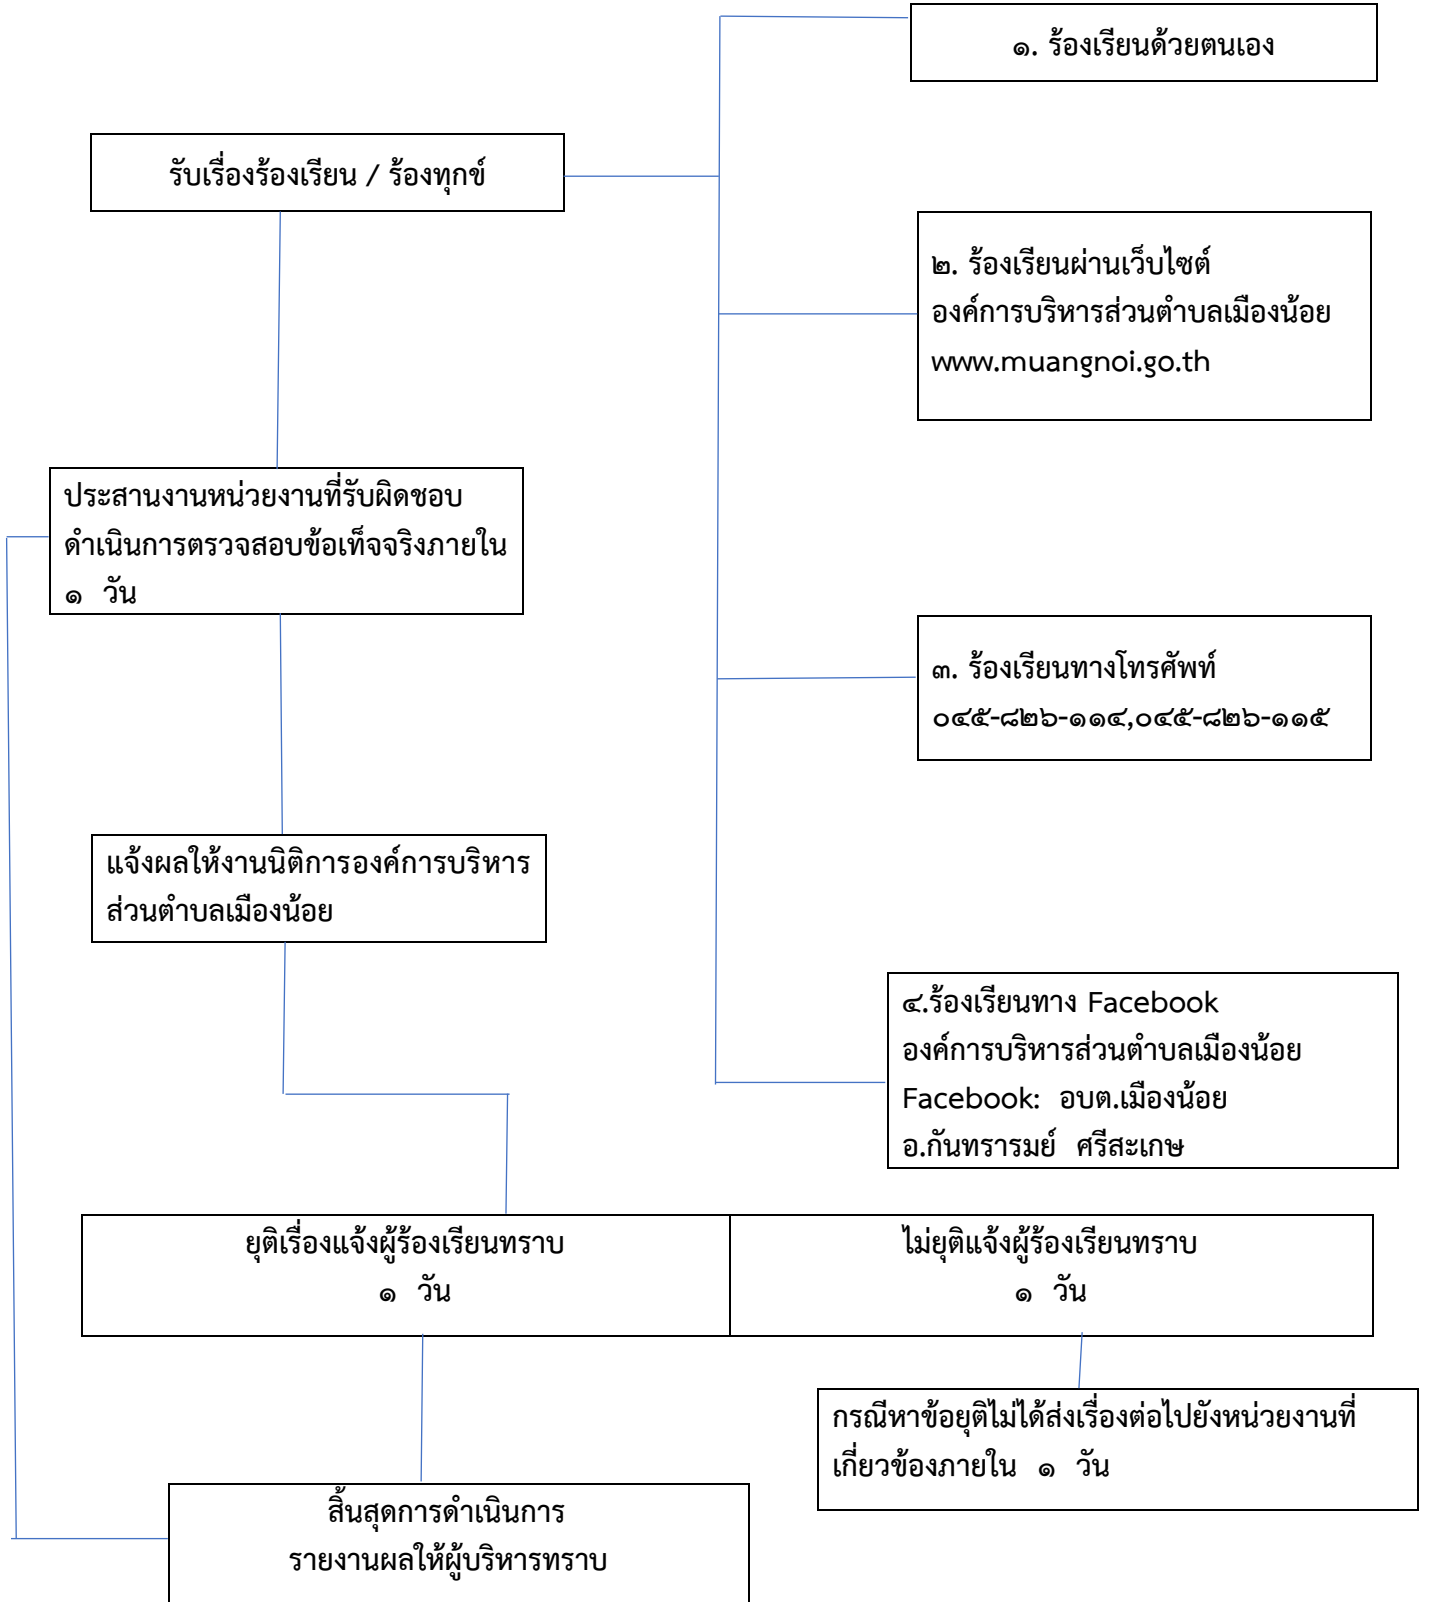 ๑. ร้องเรียนด้วยตนเอง
รับเรื่องร้องเรียน / ร้องทุกข์
๒. ร้องเรียนผ่านเว็บไซต์
องค์การบริหารส่วนตำบลเมืองน้อย
www.muangnoi.go.th
ประสานงานหน่วยงานที่รับผิดชอบ
ดำเนินการตรวจสอบข้อเท็จจริงภายใน
๑ วัน
๓. ร้องเรียนทางโทรศัพท์
๐๔๕-๘๒๖-๑๑๔,๐๔๕-๘๒๖-๑๑๕
แจ้งผลให้งานนิติการองค์การบริหาร
ส่วนตำบลเมืองน้อย
๔.ร้องเรียนทาง Facebook
องค์การบริหารส่วนตำบลเมืองน้อย
Facebook: อบต.เมืองน้อย
อ.กันทรารมย์ ศรีสะเกษ
ยุติเรื่องแจ้งผู้ร้องเรียนทราบ
๑ วัน
ไม่ยุติแจ้งผู้ร้องเรียนทราบ
๑ วัน
กรณีหาข้อยุติไม่ได้ส่งเรื่องต่อไปยังหน่วยงานที่
เกี่ยวข้องภายใน ๑ วัน
สิ้นสุดการดำเนินการ
รายงานผลให้ผู้บริหารทราบ